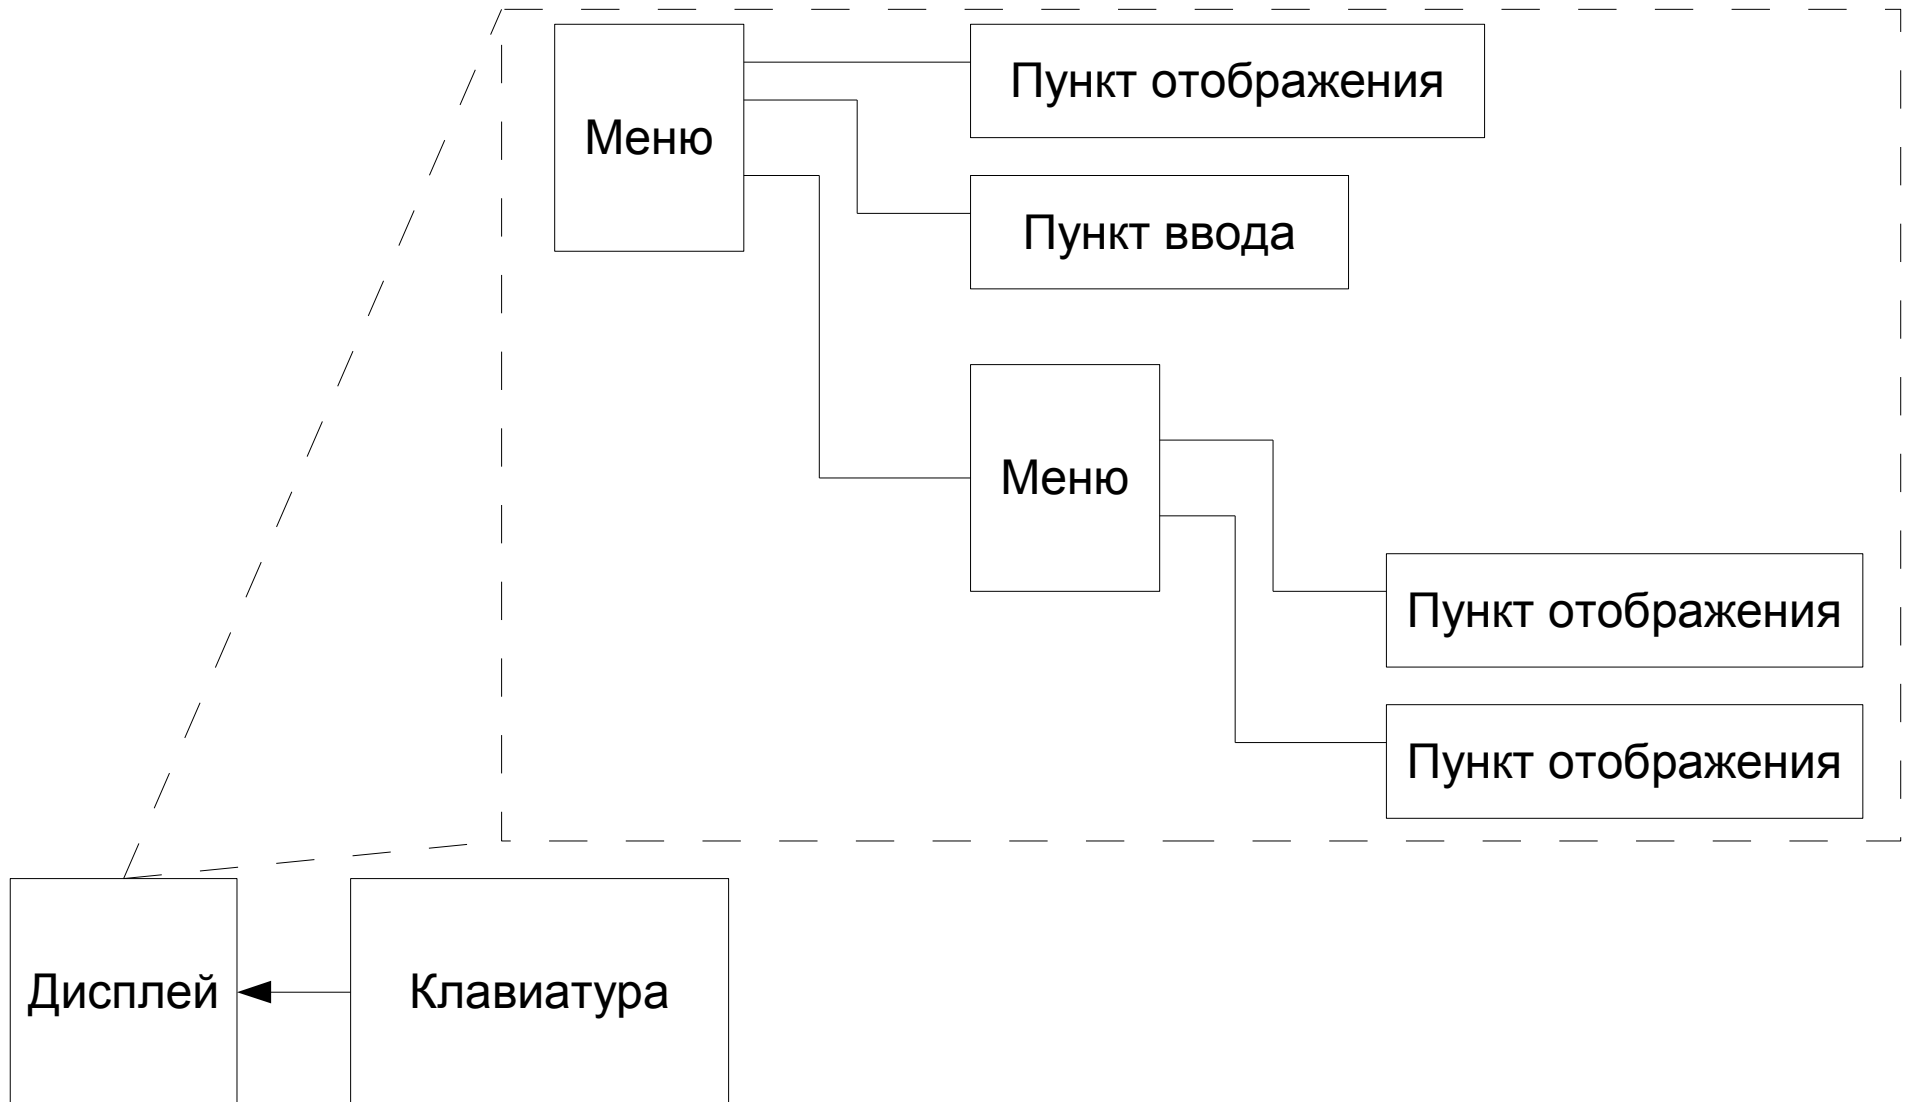 Пункт отображения
Меню
Пункт ввода
Меню
Пункт отображения
Пункт отображения
Дисплей
Клавиатура